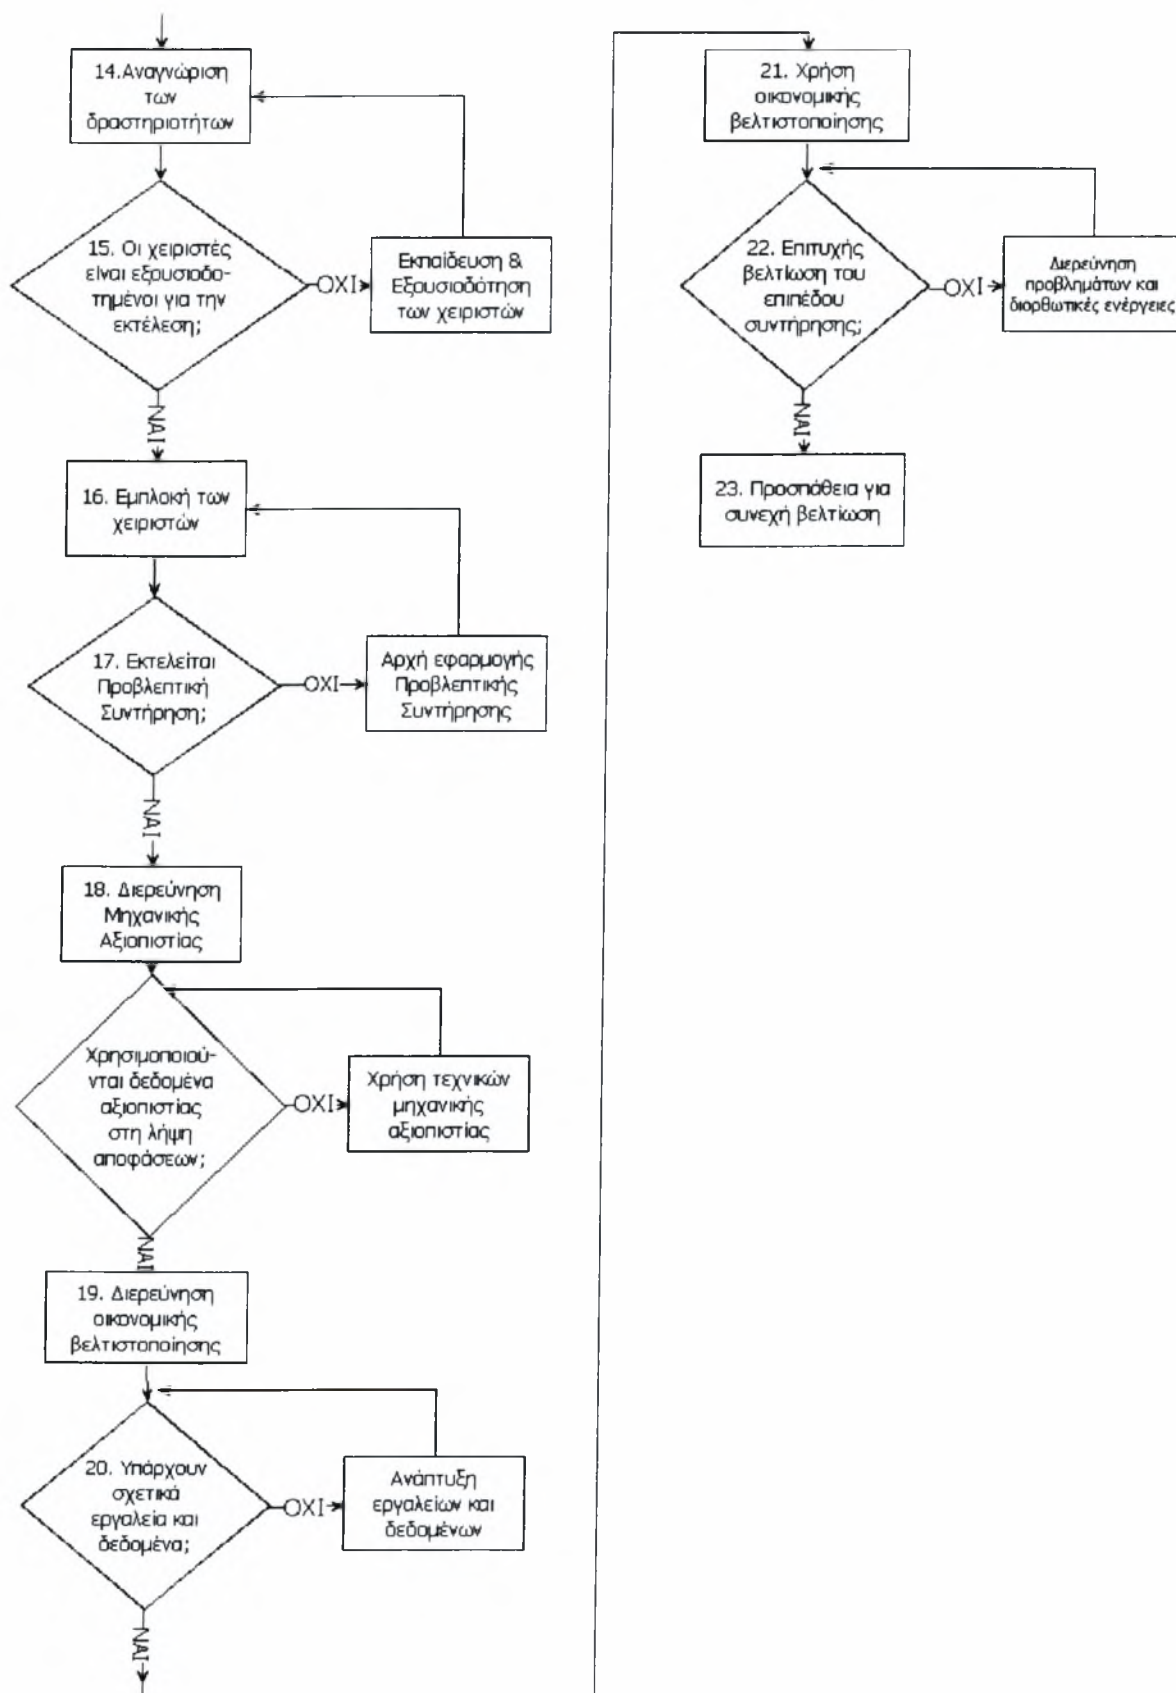 14.Αναγνώριση
των
δραστηριοτήτων
15. Οι χειριστές
είναι εξουσιοδο-
τημένοι για την
εκτέλεση;
ΟΧΙ
Εκπαίδευση &
Εξουσιοδότηση
των χειριστών
ΝΑΙ
16. Εμπλοκή των
χειριστών
17. Εκτελείται
Προβλεπτική
Συντήρηση;
ΟΧΙ
Αρχή εφαρμογής
Προβλεπτικής
Συντήρησης
ΝΑΙ
18. Διερεύνηση
Μηχανικής
Αξιοπιστίας
Χρησιμοποιού-
νται δεδομένα
αξιοπιστίας
στη λήψη
αποφάσεων;
ΟΧΙ
Χρήση τεχνικών
μηχανικής
αξιοπιστίας
ΝΑΙ
19. Διερεύνηση
οικονομικής
βελτιστοποίησης
20. Υπάρχουν
σχετικά
εργαλεία και
δεδομένα;
ΟΧΙ
Ανάπτυξη
εργαλείων και
δεδομένων
ΝΑΙ
21. Χρήση
οικονομικής
βελτιστοποίησης
22. Επιτυχής
βελτίωση του
επιπέδου
συντήρησης;
ΟΧΙ
Διερεύνηση
προβλημάτων και
διορθωτικές ενέργειες
ΝΑΙ
23. Προσπάθεια για
συνεχή βελτίωση